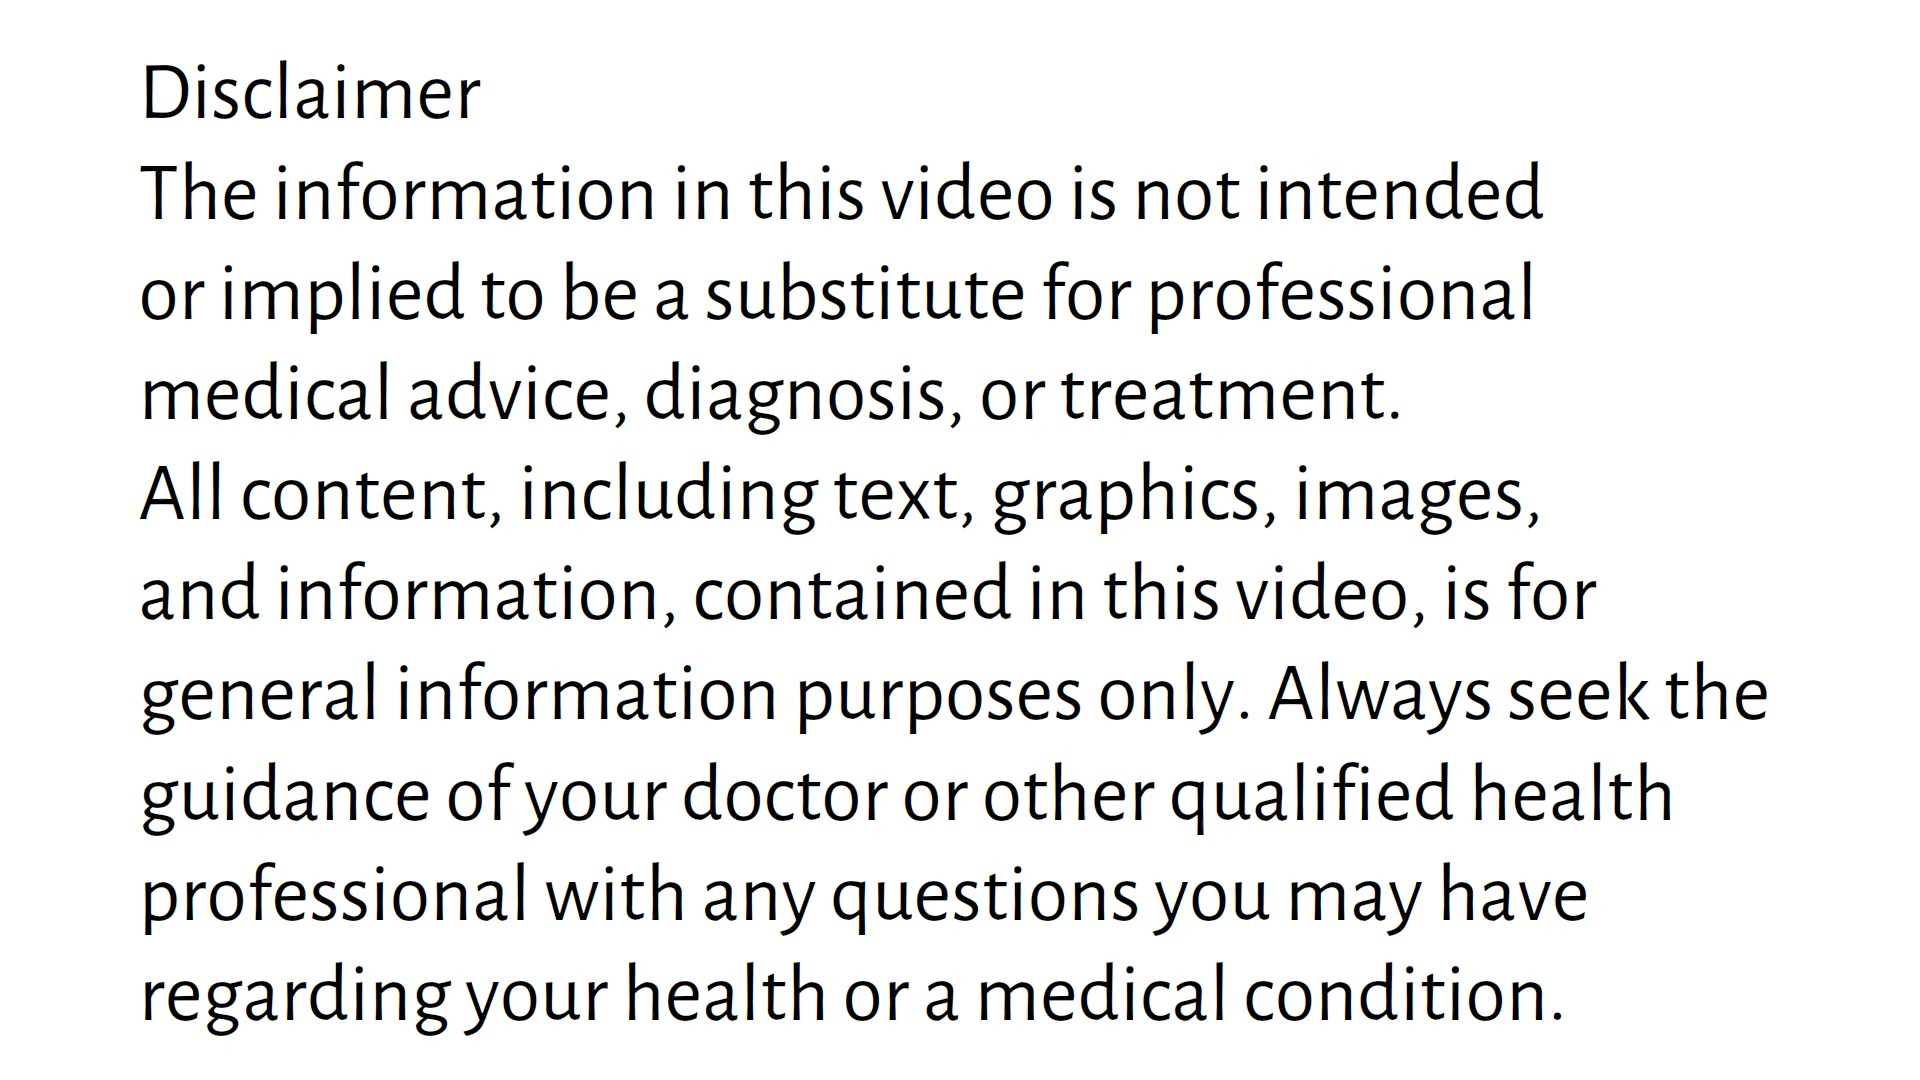 Disclaimer
The information in this video is not intended
or implied to be a substitute for professional
medical advice, diagnosis, or treatment.
All content, including text, graphics, images,
and information, contained in this video, is for
general information purposes only. Always seek the
guidance of your doctor or other qualified health
professional with any questions you may have
regarding your health or a medical condition.